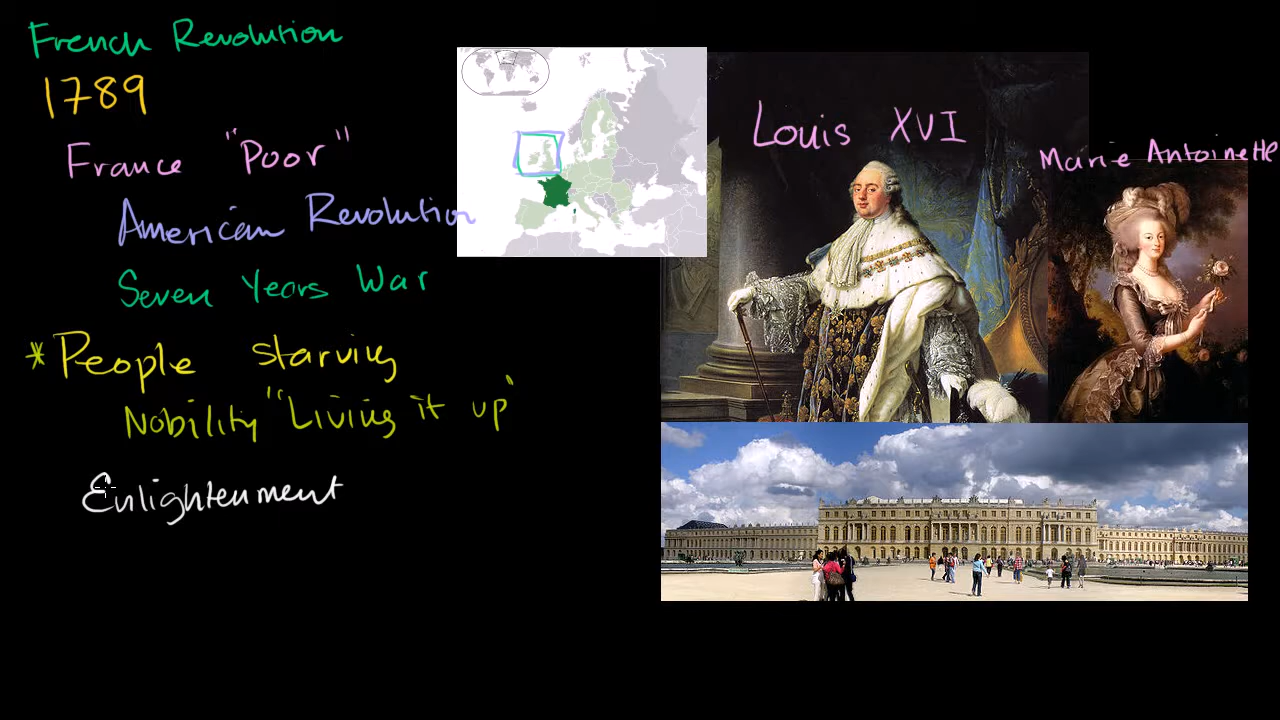 French Revolution
1789
France "Poor"
American Revolution
Seven Years War
* People starving
Nobility "Living it up"
Enlightenment
Louis XVI
Marie Antoinette